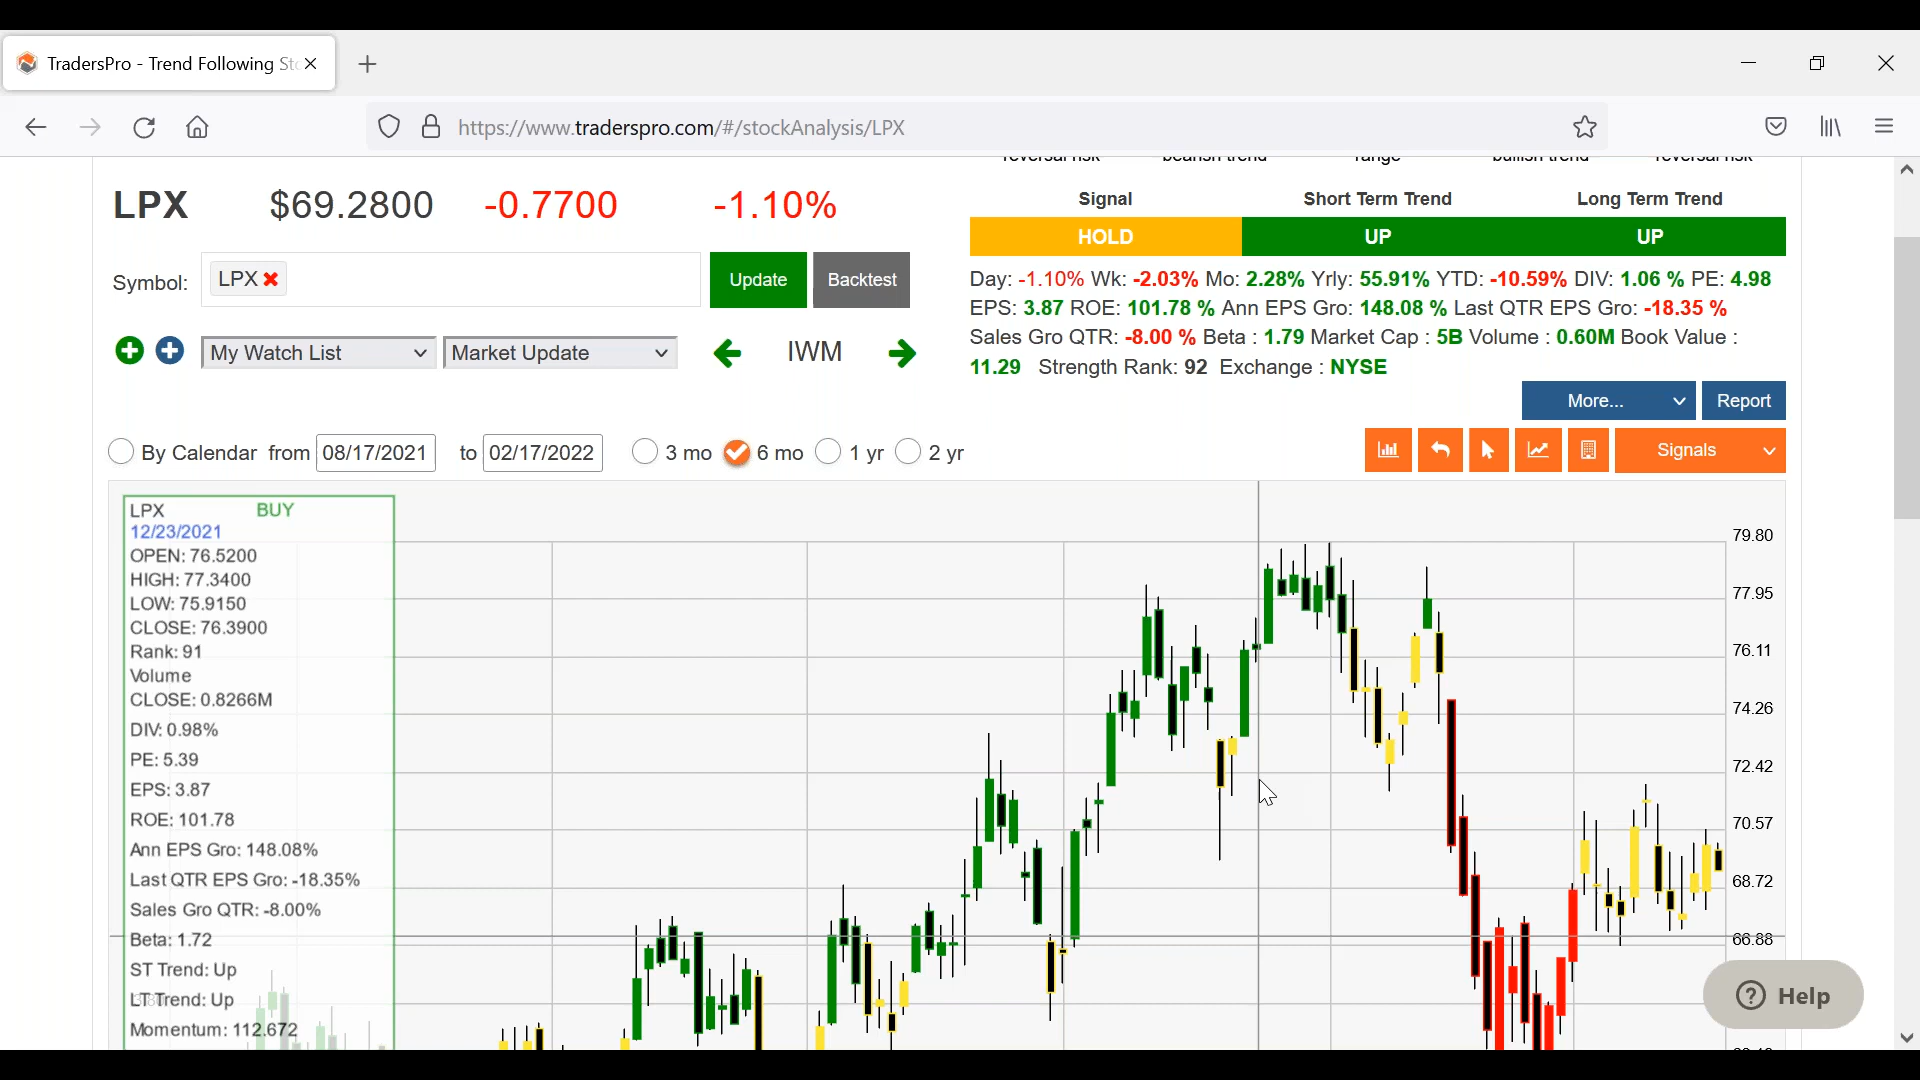 TradersPro - Trend Following Sto
https://www.traderspro.com/#/stockAnalysis/LPX
reversal risk bearish trend range bullish trend reversal risk
LPX $69.2800 -0.7700 -1.10%
Signal Short Term Trend Long Term Trend
HOLD UP UP
Symbol: LPX Update Backtest
Day: -1.10% Wk: -2.03% Mo: 2.28% Yrly: 55.91% YTD: -10.59% DIV: 1.06 % PE: 4.98
EPS: 3.87 ROE: 101.78 % Ann EPS Gro: 148.08 % Last QTR EPS Gro: -18.35 %
Sales Gro QTR: -8.00 % Beta : 1.79 Market Cap : 5B Volume : 0.60M Book Value :
11.29 Strength Rank: 92 Exchange : NYSE
My Watch List Market Update IWM
More... Report
By Calendar from 08/17/2021 to 02/17/2022 3 mo 6 mo 1 yr 2 yr
Signals
LPX BUY
12/23/2021
OPEN: 76.5200
HIGH: 77.3400
LOW: 75.9150
CLOSE: 76.3900
Rank: 91
Volume
CLOSE: 0.8266M
DIV: 0.98%
PE: 5.39
EPS: 3.87
ROE: 101.78
Ann EPS Gro: 148.08%
Last QTR EPS Gro: -18.35%
Sales Gro QTR: -8.00%
Beta: 1.72
ST Trend: Up
LT Trend: Up
Momentum: 112.672
79.80
77.95
76.11
74.26
72.42
70.57
68.72
66.88
Help